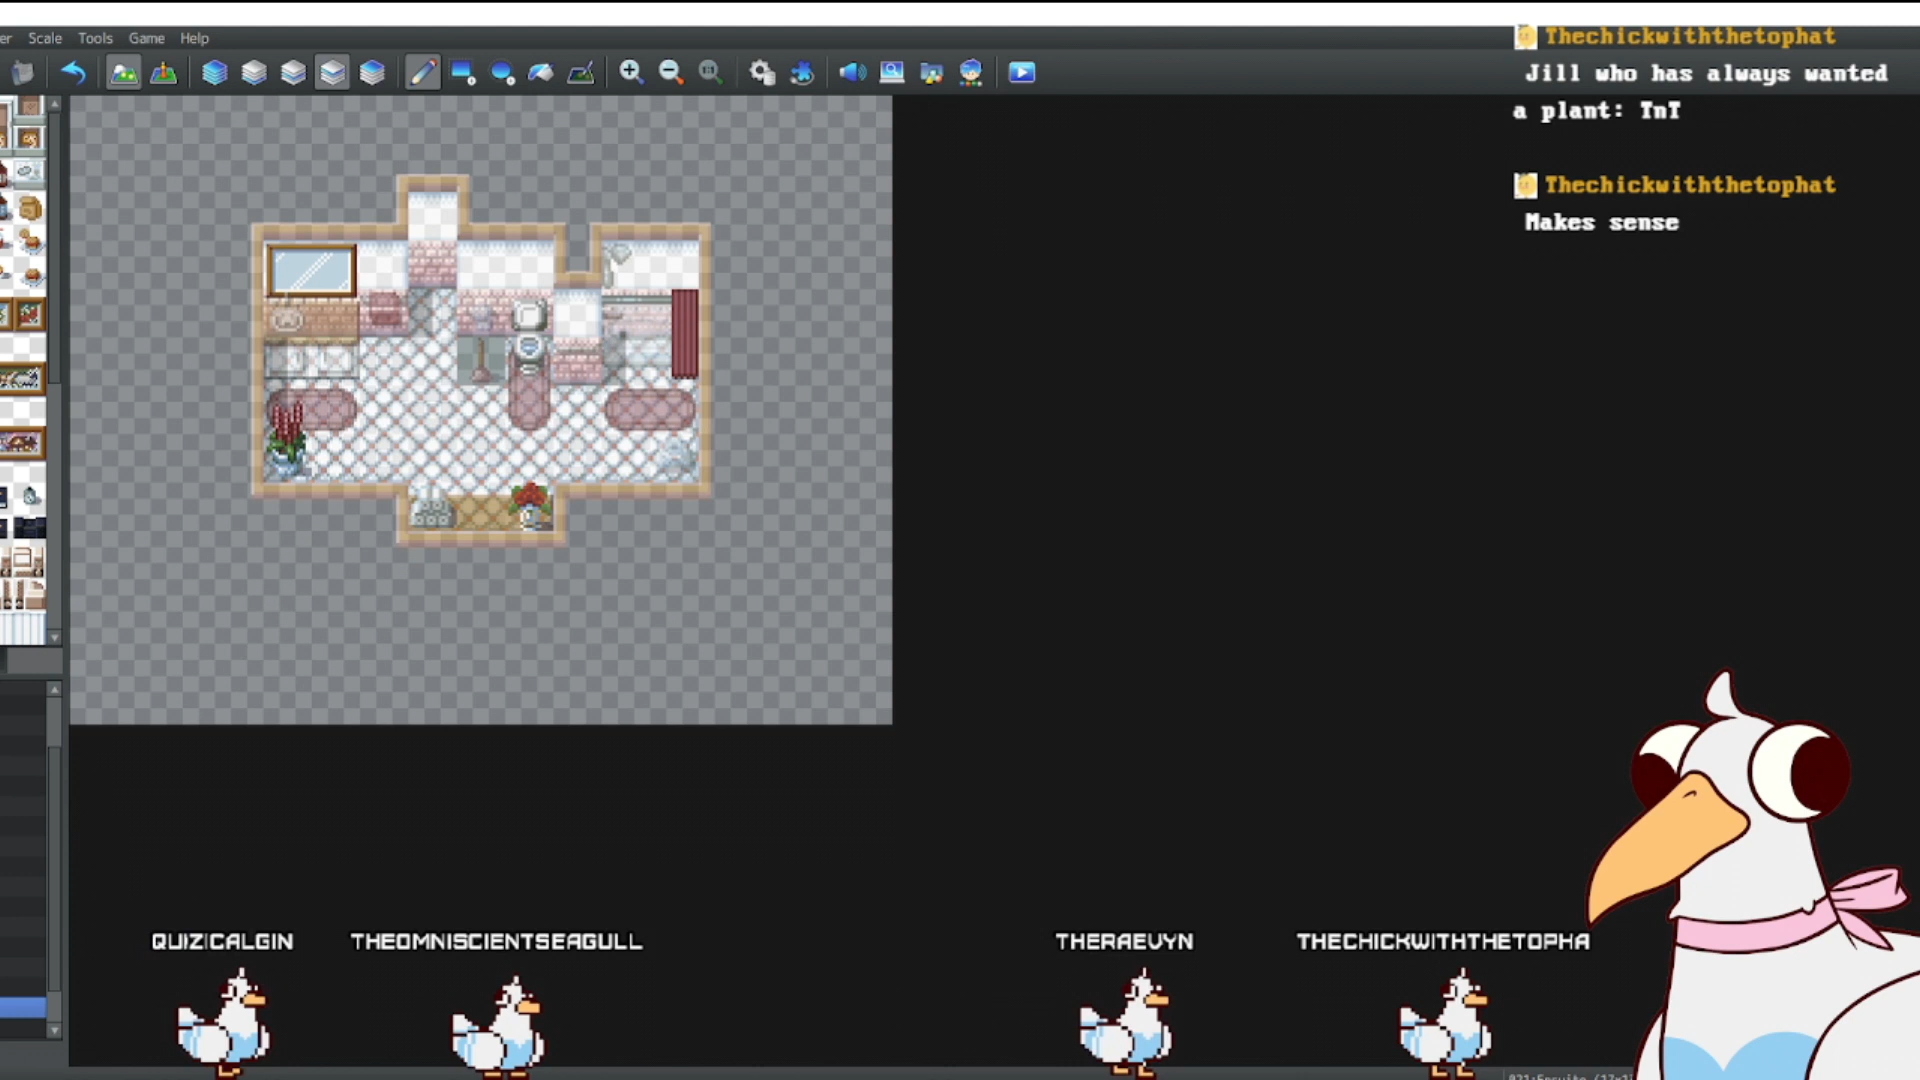 er Scale Tools Game Help
Thechickwiththetophat
Jill who has always wanted
a plant: TnT
Thechickwiththetophat
Makes sense
QUIZICALGIN THEOMNISCIENTSEAGULL THERAEVYN THECHICKWITHTHETOPHA